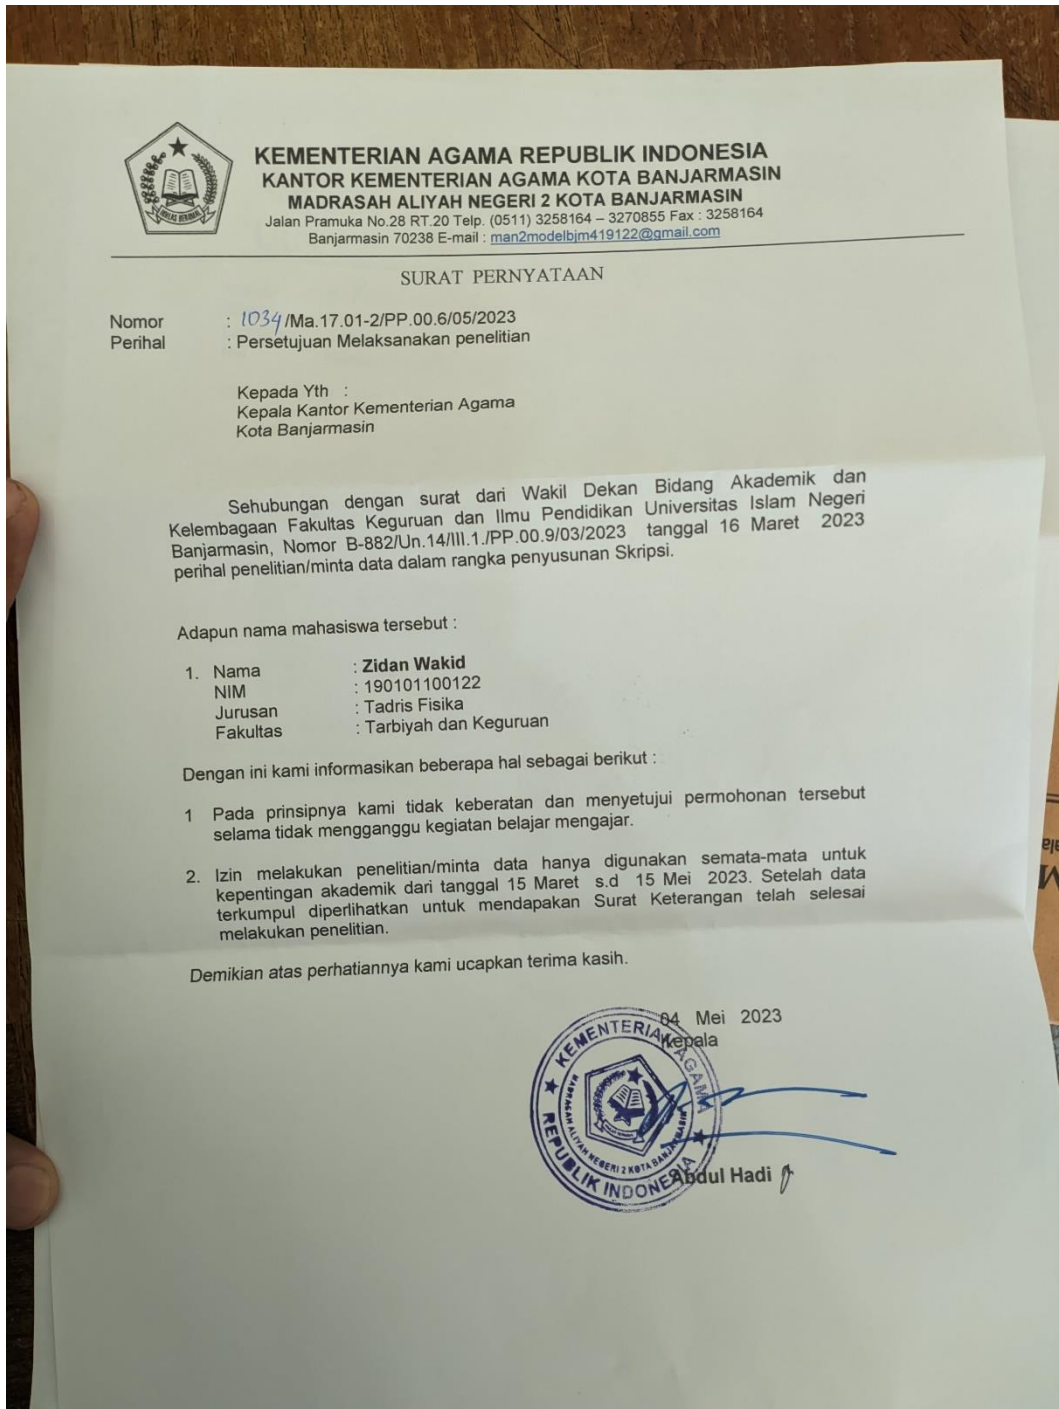 KEMENTERIAN AGAMA REPUBLIK INDONESIA
KANTOR KEMENTERIAN AGAMA KOTA BANJARMASIN
MADRASAH ALIYAH NEGERI 2 KOTA BANJARMASIN
Jalan Pramuka No.28 RT.20 Telp. (0511) 3258164 – 3270855 Fax : 3258164
Banjarmasin 70238 E-mail : man2modelbjm419122@gmail.com
SURAT PERNYATAAN
Nomor : 1034/Ma.17.01-2/PP.00.6/05/2023
Perihal : Persetujuan Melaksanakan penelitian
Kepada Yth :
Kepala Kantor Kementerian Agama
Kota Banjarmasin
Sehubungan dengan surat dari Wakil Dekan Bidang Akademik dan
Kelembagaan Fakultas Keguruan dan Ilmu Pendidikan Universitas Islam Negeri
Banjarmasin, Nomor B-882/Un.14/III.1./PP.00.9/03/2023 tanggal 16 Maret 2023
perihal penelitian/minta data dalam rangka penyusunan Skripsi.
Adapun nama mahasiswa tersebut :
1. Nama : Zidan Wakid
NIM : 190101100122
Jurusan : Tadris Fisika
Fakultas : Tarbiyah dan Keguruan
Dengan ini kami informasikan beberapa hal sebagai berikut :
1 Pada prinsipnya kami tidak keberatan dan menyetujui permohonan tersebut
selama tidak mengganggu kegiatan belajar mengajar.
2. Izin melakukan penelitian/minta data hanya digunakan semata-mata untuk
kepentingan akademik dari tanggal 15 Maret s.d 15 Mei 2023. Setelah data
terkumpul diperlihatkan untuk mendapakan Surat Keterangan telah selesai
melakukan penelitian.
Demikian atas perhatiannya kami ucapkan terima kasih.
04 Mei 2023
Kepala
KEMENTERIAN AGAMA
REPUBLIK INDONESIA
MADRASAH ALIYAH NEGERI 2 KOTA BANJARMASIN
Abdul Hadi